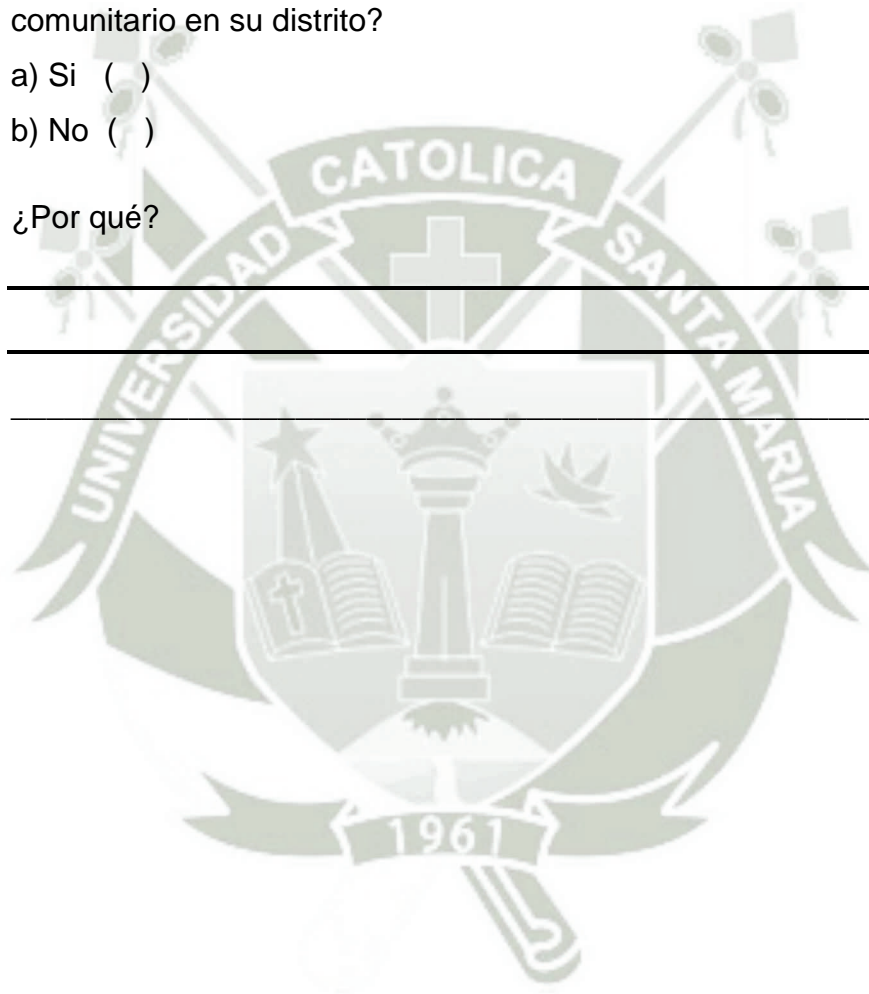 comunitario en su distrito?
a) Si ( )
b) No ( )
¿Por qué?
UNIVERSIDAD CATOLICA SANTA MARIA
1961